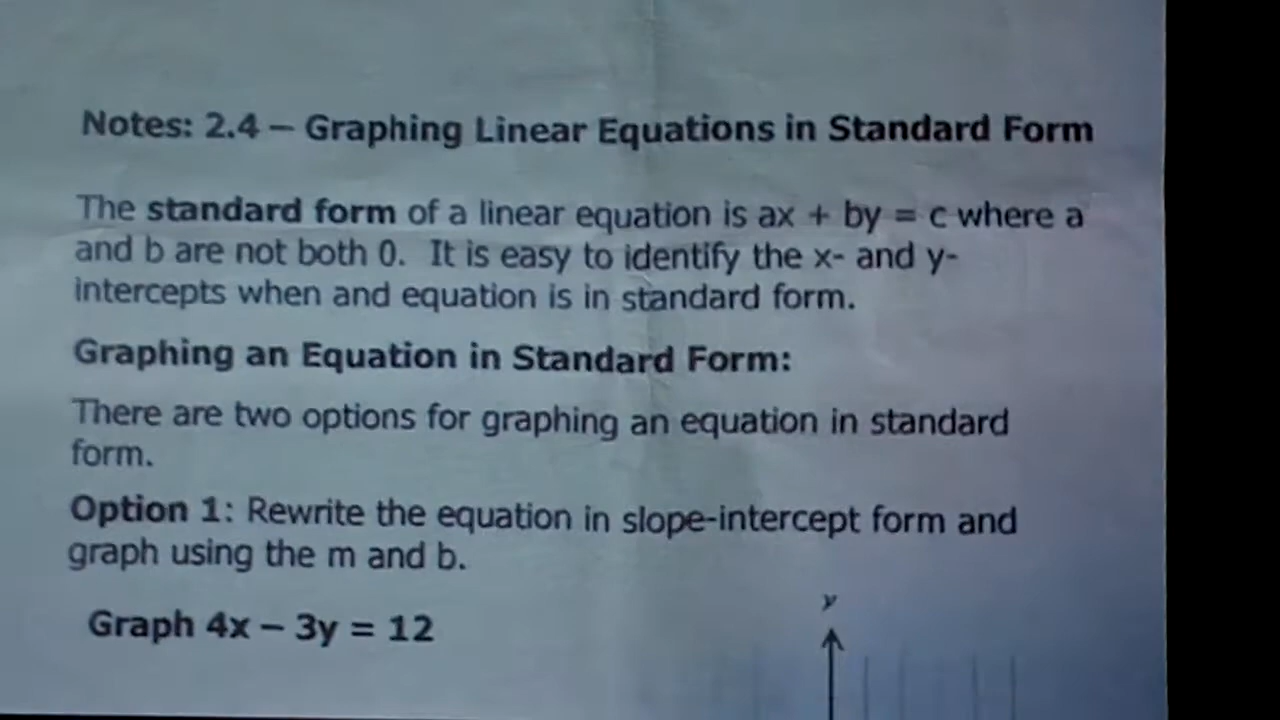 Notes: 2.4 – Graphing Linear Equations in Standard Form
The standard form of a linear equation is ax + by = c where a
and b are not both 0. It is easy to identify the x- and y-
intercepts when and equation is in standard form.
Graphing an Equation in Standard Form:
There are two options for graphing an equation in standard
form.
Option 1: Rewrite the equation in slope-intercept form and
graph using the m and b.
Graph 4x – 3y = 12
y